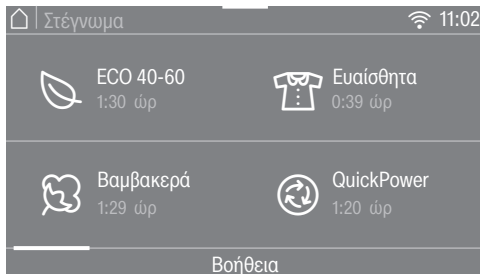 Στέγνωμα 11:02
ECO 40-60 Ευαίσθητα
1:30 ώρ 0:39 ώρ
Βαμβακερά QuickPower
1:29 ώρ 1:20 ώρ
Βοήθεια